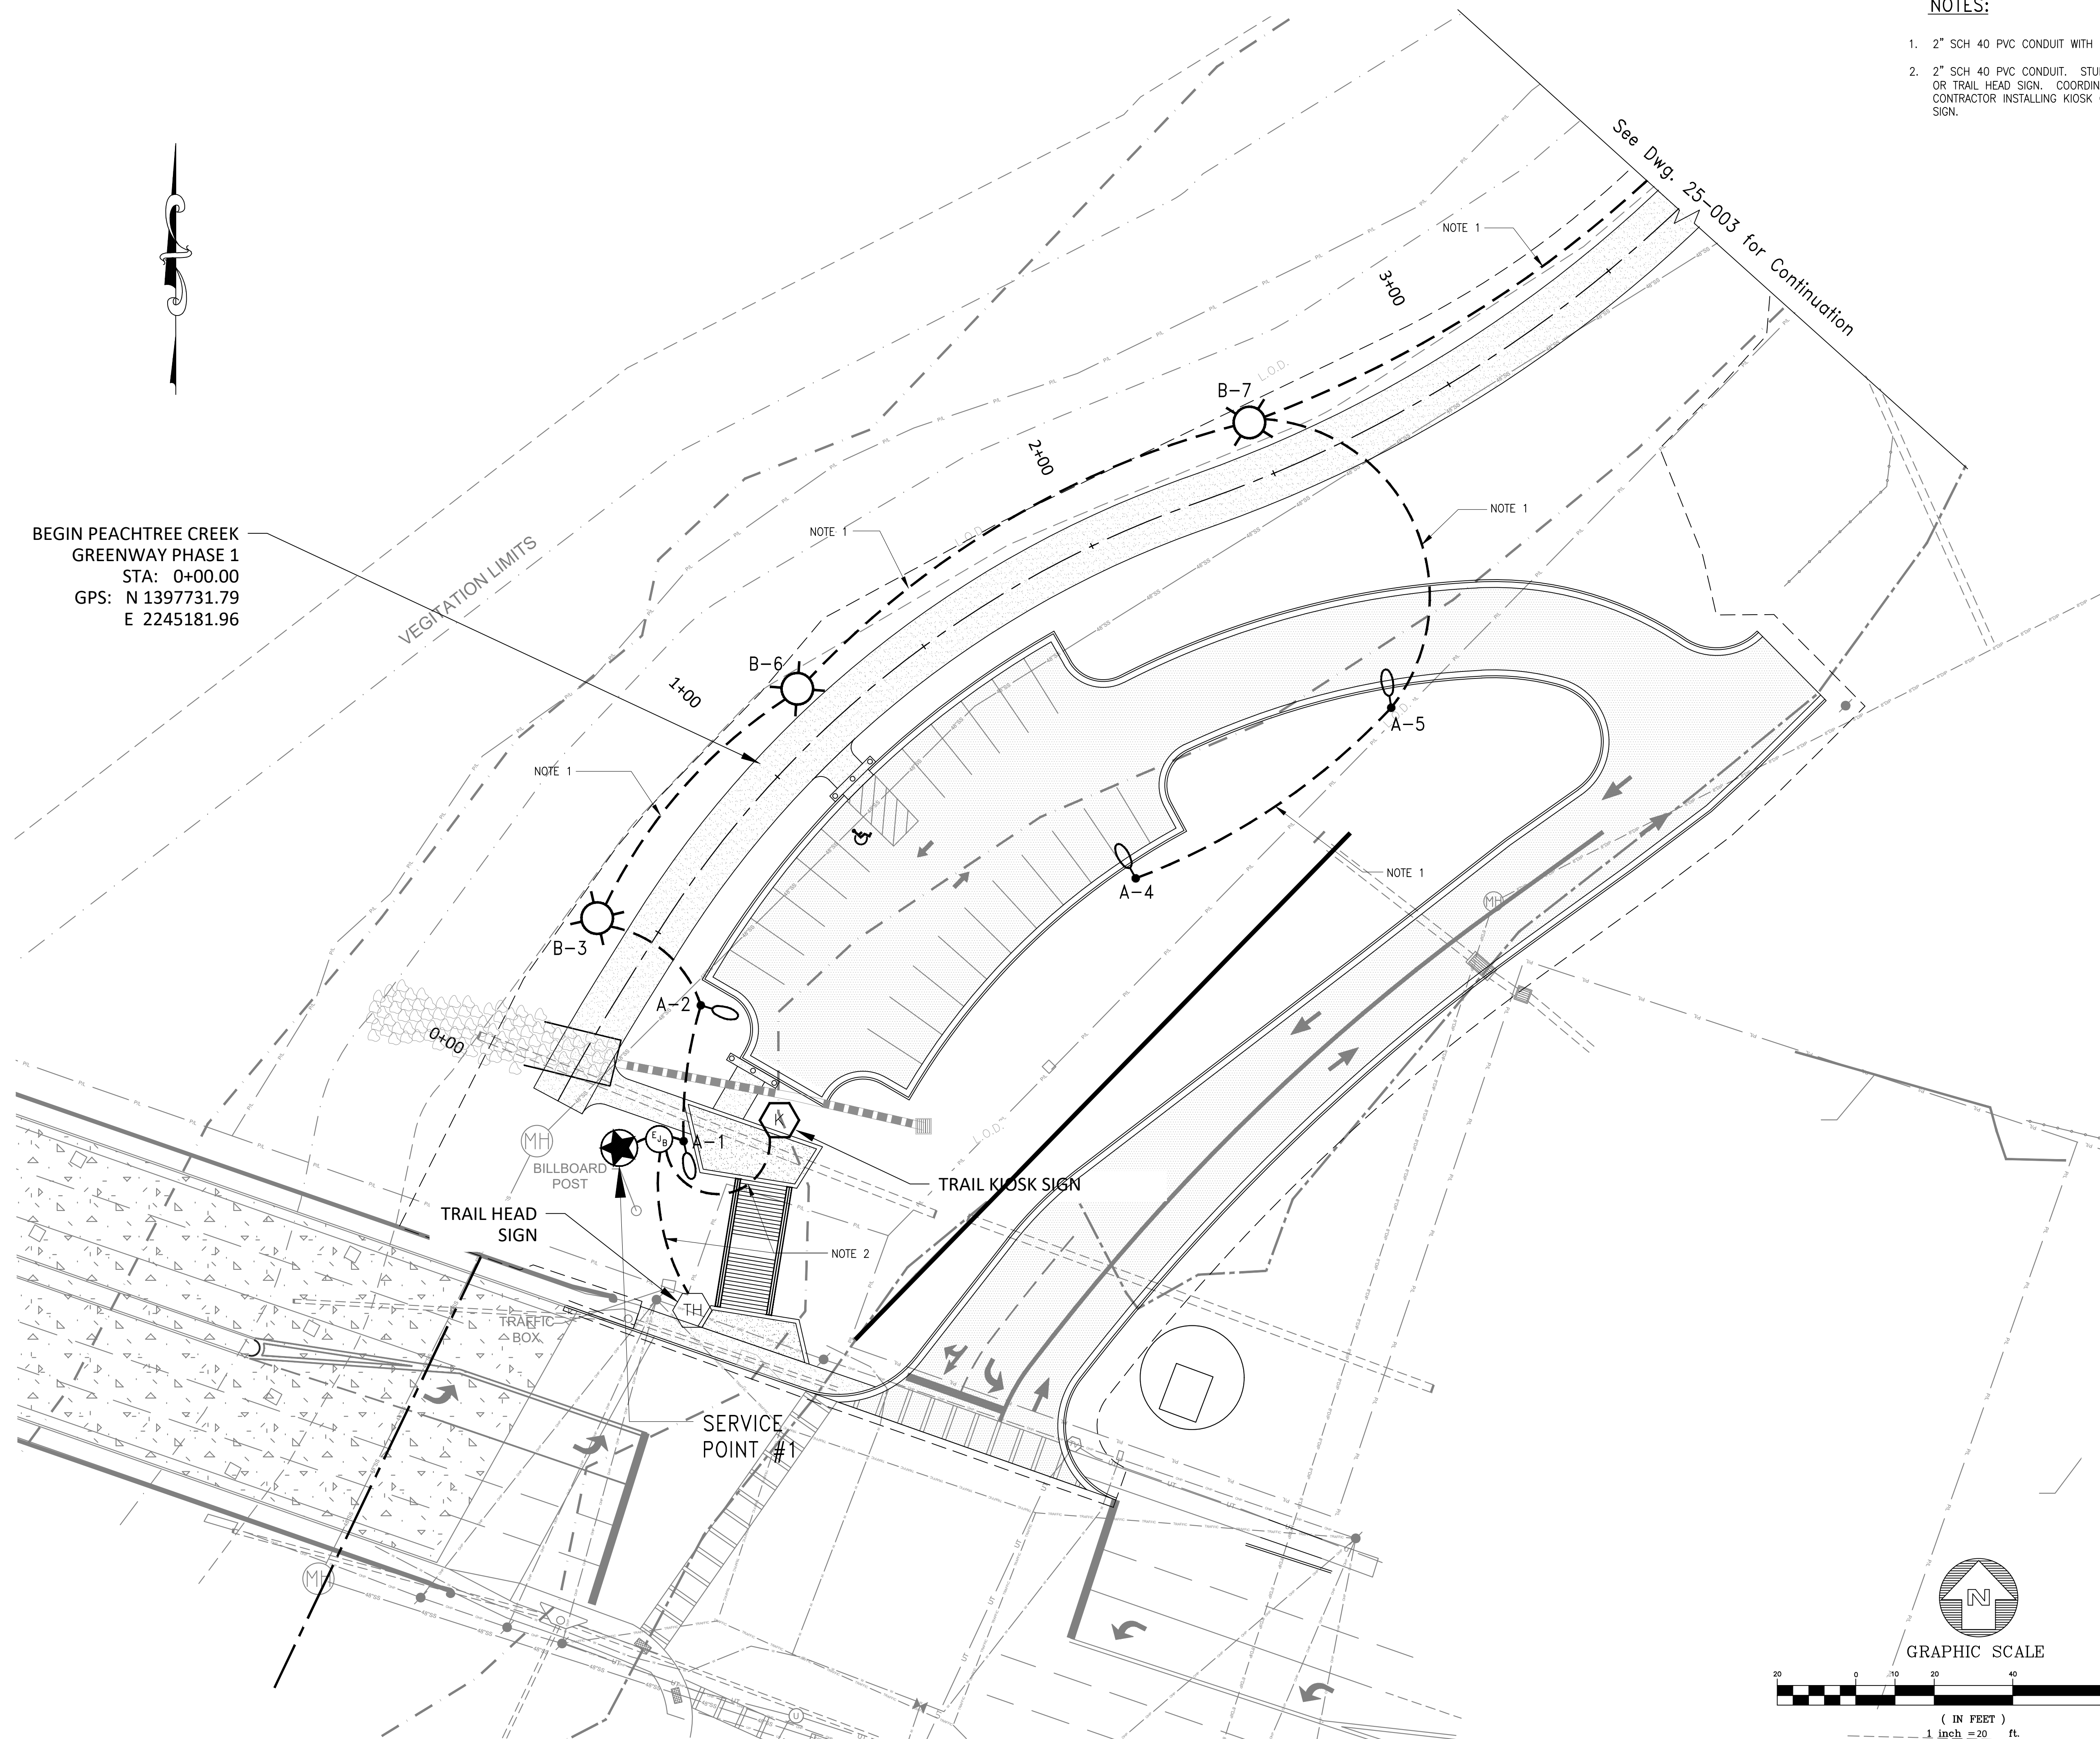 NOTES:
1. 2" SCH 40 PVC CONDUIT WITH
2. 2" SCH 40 PVC CONDUIT.
OR TRAIL HEAD SIGN.
CONTRACTOR INSTALLING KIOSK
SIGN.
See Dwg. 25-003 for Continuation
NOTE 1
3+00
L.O.D.
B-7
2+00
NOTE 1
NOTE 1
L.O.D.
BEGIN PEACHTREE CREEK
GREENWAY PHASE 1
STA: 0+00.00
GPS: N 1397731.79
E 2245181.96
VEGITATION LIMITS
B-6
1+00
A-5
NOTE 1
A-4
NOTE 1
MH
B-3
A-2
0+00
K
MH
EJB
A-1
BILLBOARD
POST
L.O.D.
TRAIL KIOSK SIGN
TRAIL HEAD
SIGN
NOTE 2
TH
TRAFFIC
BOX
SERVICE
POINT #1
MH
48"SS
P/L
UT
U
N
GRAPHIC SCALE
20 0 10 20 40
( IN FEET )
1 inch = 20 ft.